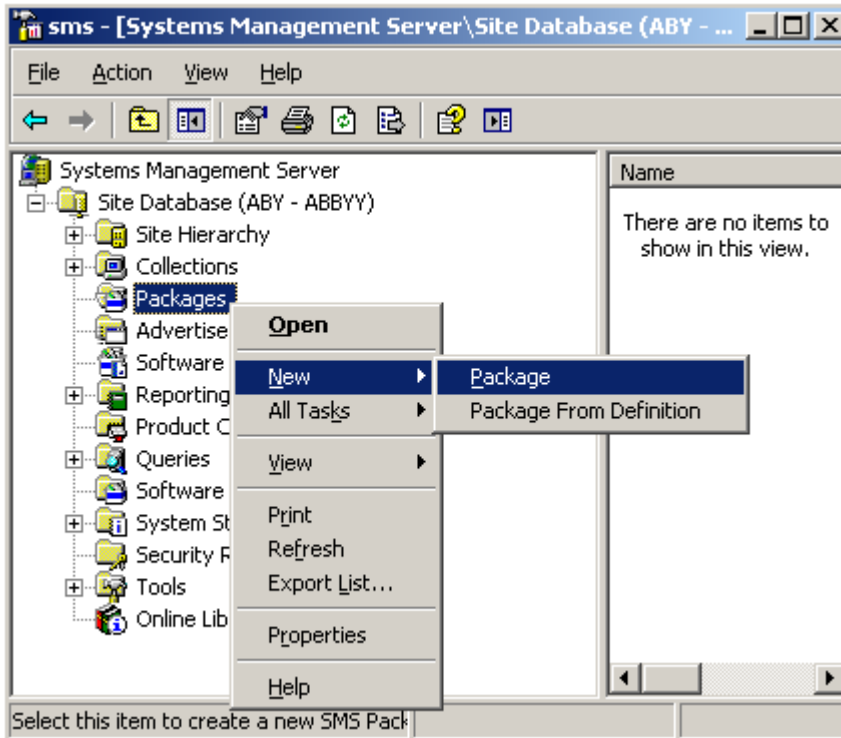 sms - [Systems Management Server\Site Database (ABY - ...
File Action View Help
Systems Management Server
Site Database (ABY - ABBYY)
Site Hierarchy
Collections
Packages
Advertise
Software
Reporting
Product C
Queries
Software
System St
Security R
Tools
Online Lib
Open
New
All Tasks
View
Print
Refresh
Export List...
Properties
Help
Package
Package From Definition
Name
There are no items to
show in this view.
Select this item to create a new SMS Pack